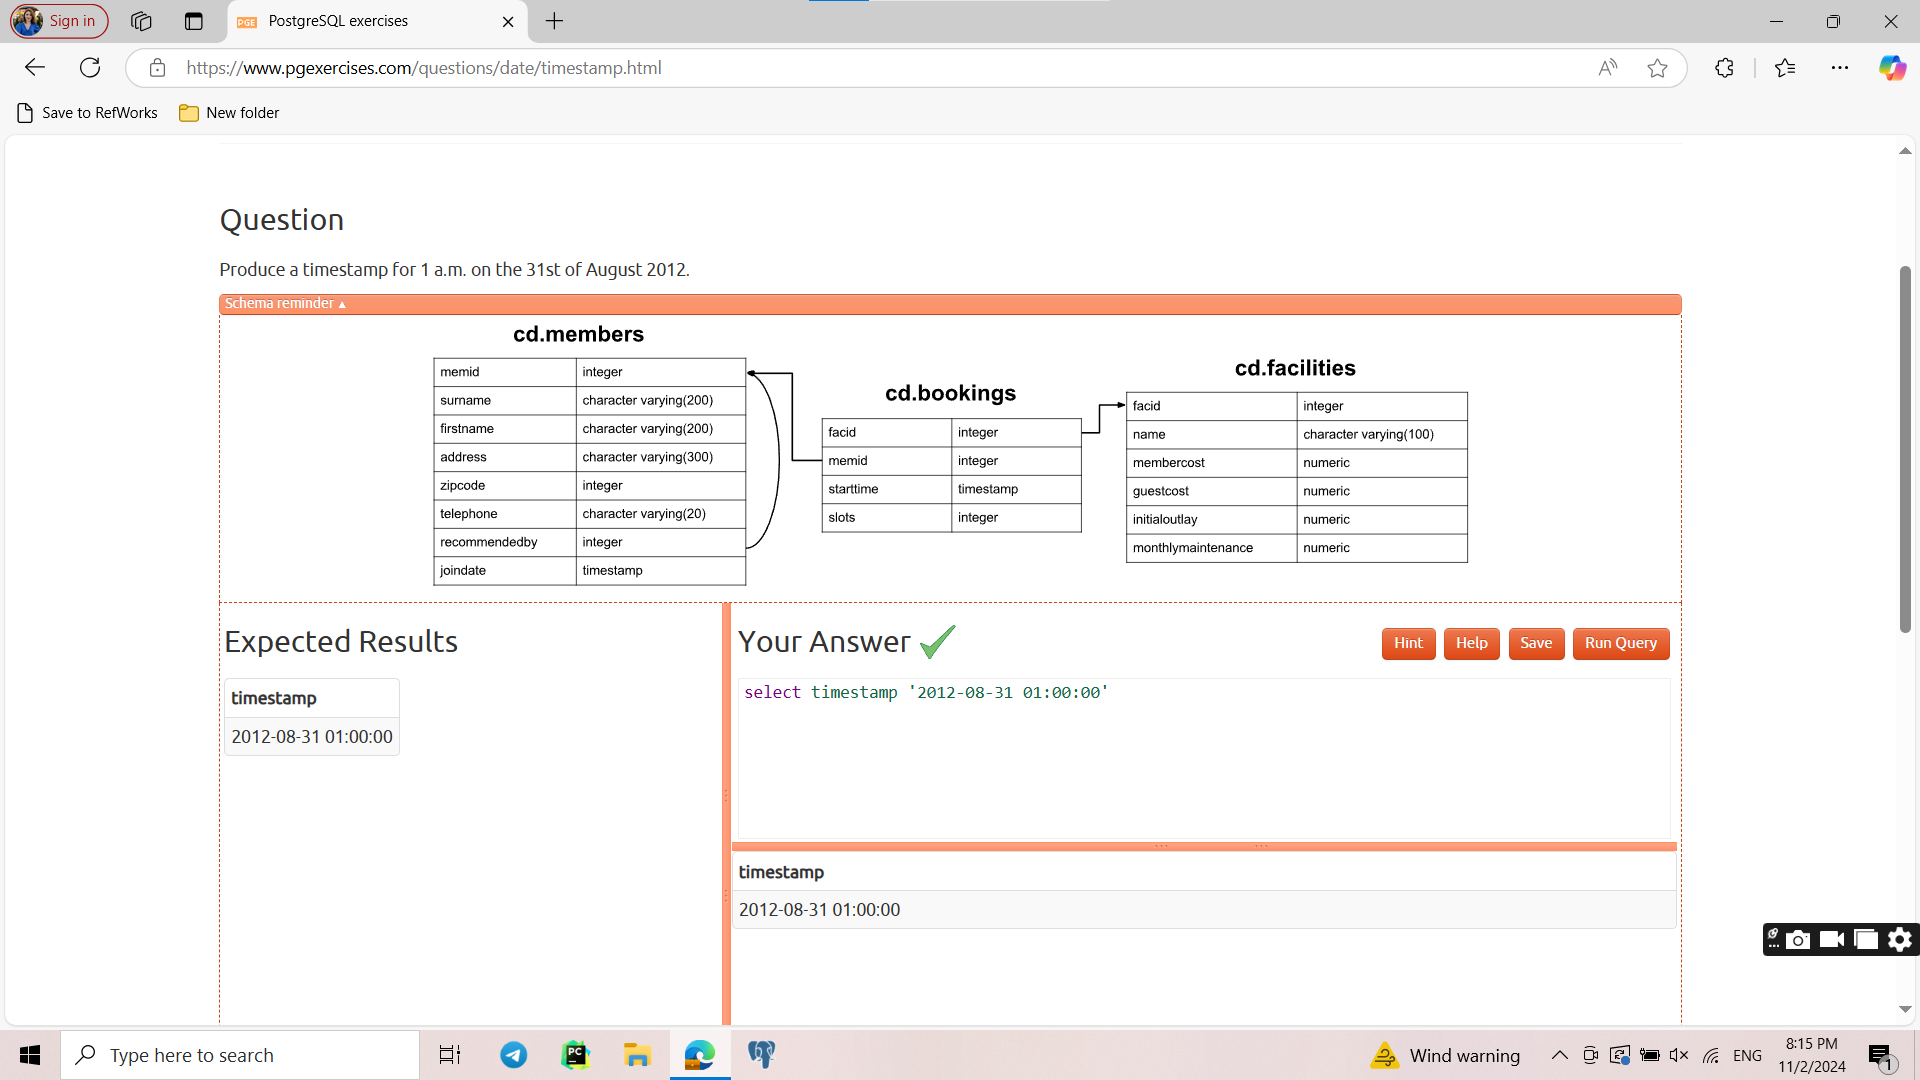 Sign in
PGE PostgreSQL exercises
https://www.pgexercises.com/questions/date/timestamp.html
Save to RefWorks
New folder
Question
Produce a timestamp for 1 a.m. on the 31st of August 2012.
Schema reminder ▲
cd.members
memid integer
surname character varying(200)
firstname character varying(200)
address character varying(300)
zipcode integer
telephone character varying(20)
recommendedby integer
joindate timestamp
cd.bookings
facid integer
memid integer
starttime timestamp
slots integer
cd.facilities
facid integer
name character varying(100)
membercost numeric
guestcost numeric
initialoutlay numeric
monthlymaintenance numeric
Expected Results
timestamp
2012-08-31 01:00:00
Your Answer
Hint Help Save Run Query
select timestamp '2012-08-31 01:00:00'
timestamp
2012-08-31 01:00:00
Type here to search
PC
Wind warning
ENG
8:15 PM
11/2/2024
1